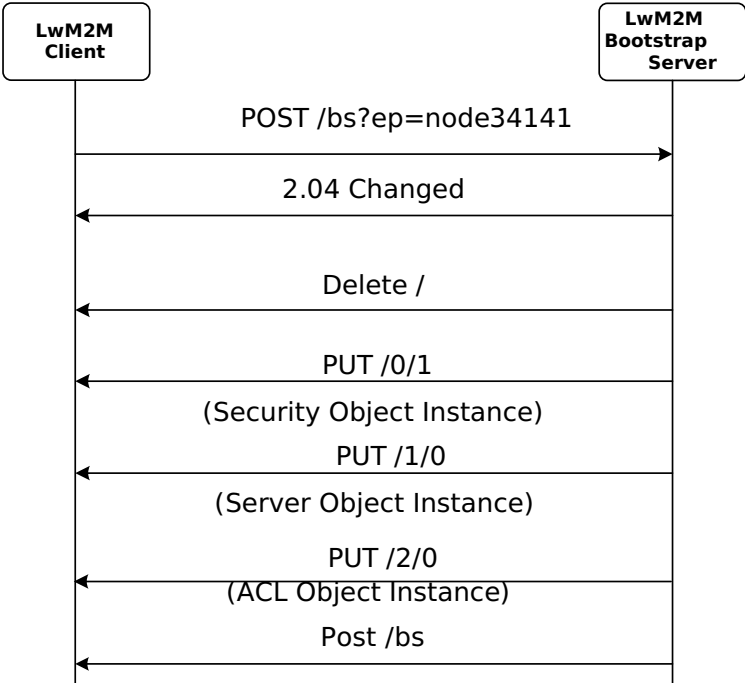 LwM2M
Client
LwM2M
Bootstrap
Server
POST /bs?ep=node34141
2.04 Changed
Delete /
PUT /0/1
(Security Object Instance)
PUT /1/0
(Server Object Instance)
PUT /2/0
(ACL Object Instance)
Post /bs